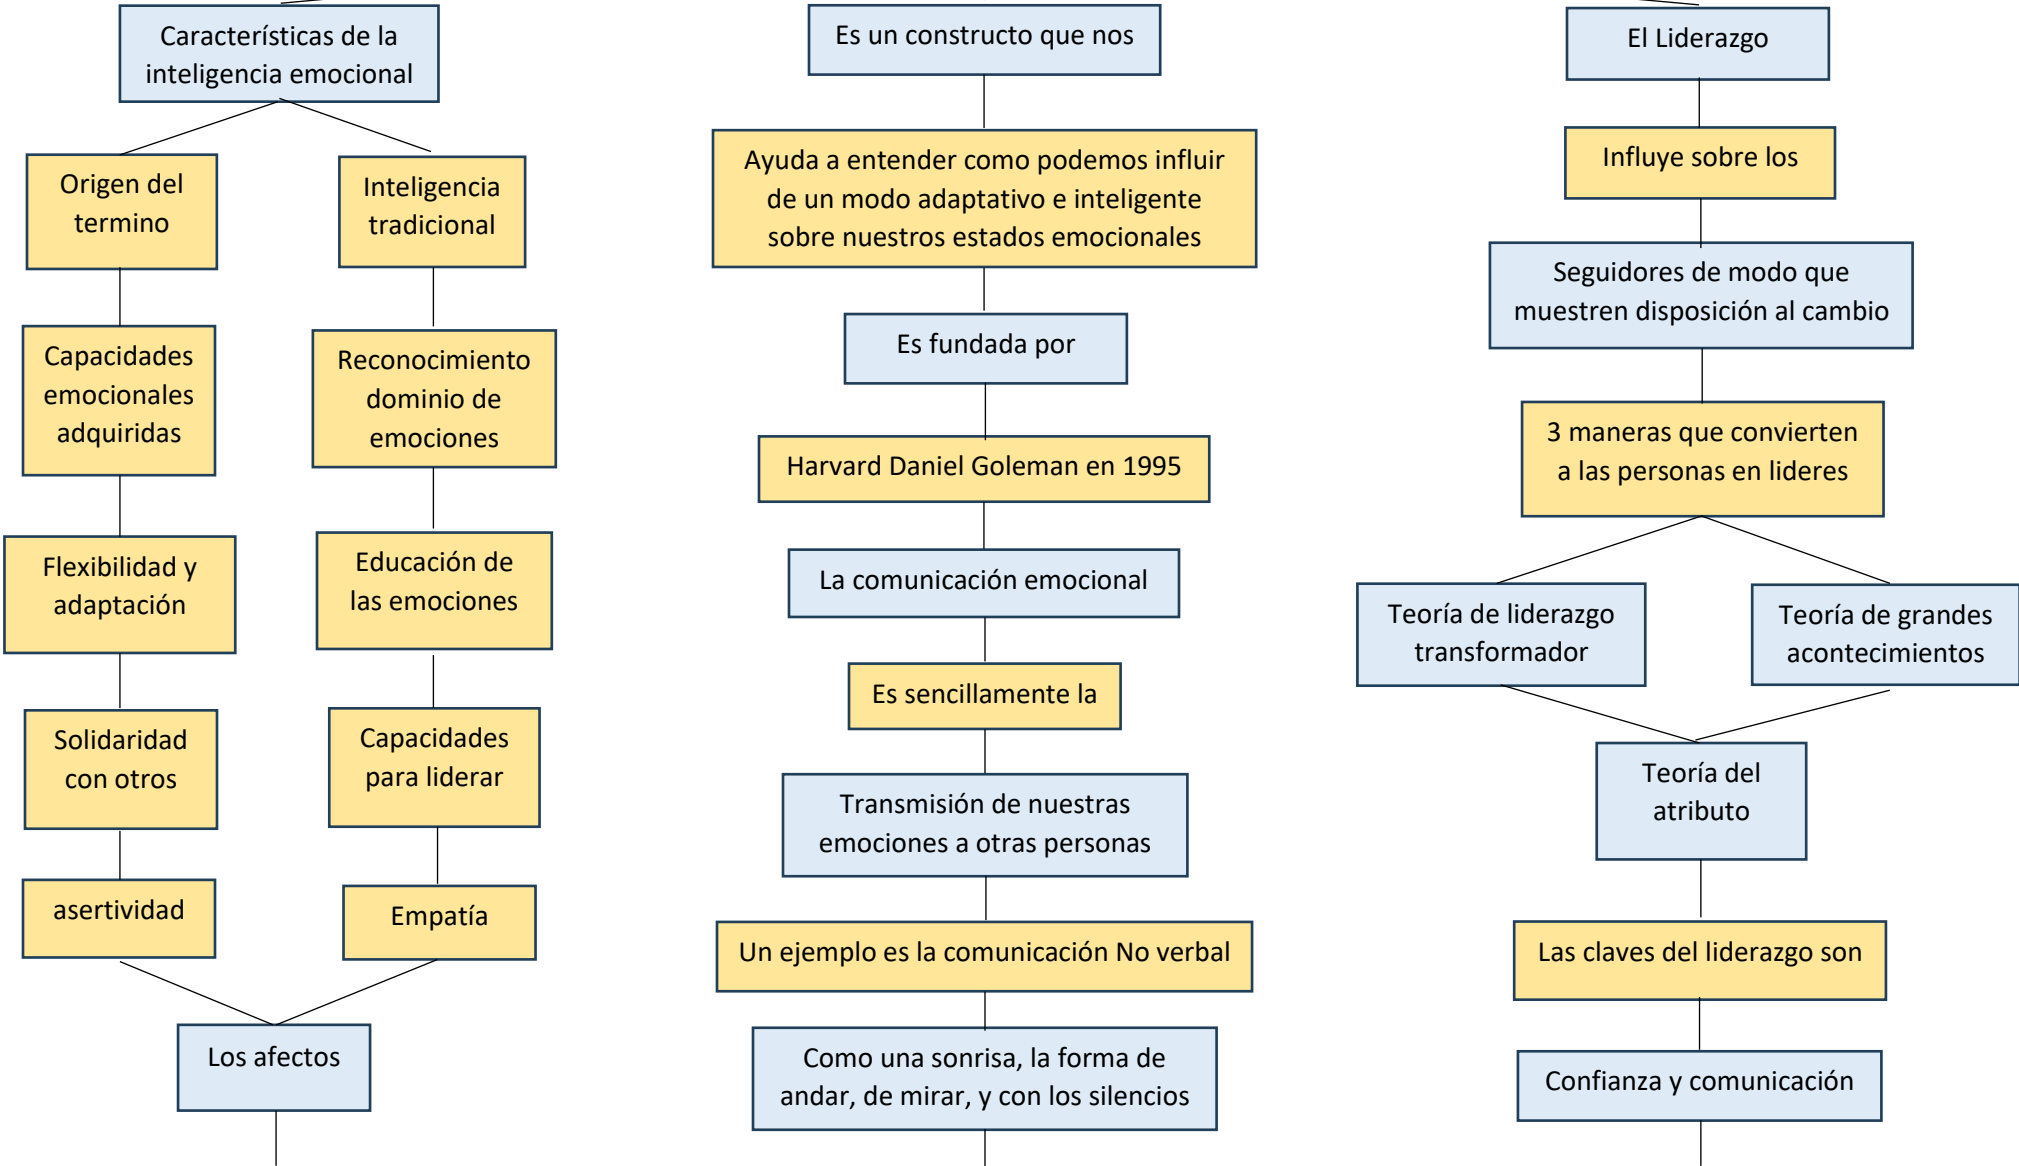 Características de la
inteligencia emocional
Origen del
termino
Inteligencia
tradicional
Capacidades
emocionales
adquiridas
Reconocimiento
dominio de
emociones
Flexibilidad y
adaptación
Educación de
las emociones
Solidaridad
con otros
Capacidades
para liderar
asertividad
Empatía
Los afectos
Es un constructo que nos
Ayuda a entender como podemos influir
de un modo adaptativo e inteligente
sobre nuestros estados emocionales
Es fundada por
Harvard Daniel Goleman en 1995
La comunicación emocional
Es sencillamente la
Transmisión de nuestras
emociones a otras personas
Un ejemplo es la comunicación No verbal
Como una sonrisa, la forma de
andar, de mirar, y con los silencios
El Liderazgo
Influye sobre los
Seguidores de modo que
muestren disposición al cambio
3 maneras que convierten
a las personas en lideres
Teoría de liderazgo
transformador
Teoría de grandes
acontecimientos
Teoría del
atributo
Las claves del liderazgo son
Confianza y comunicación